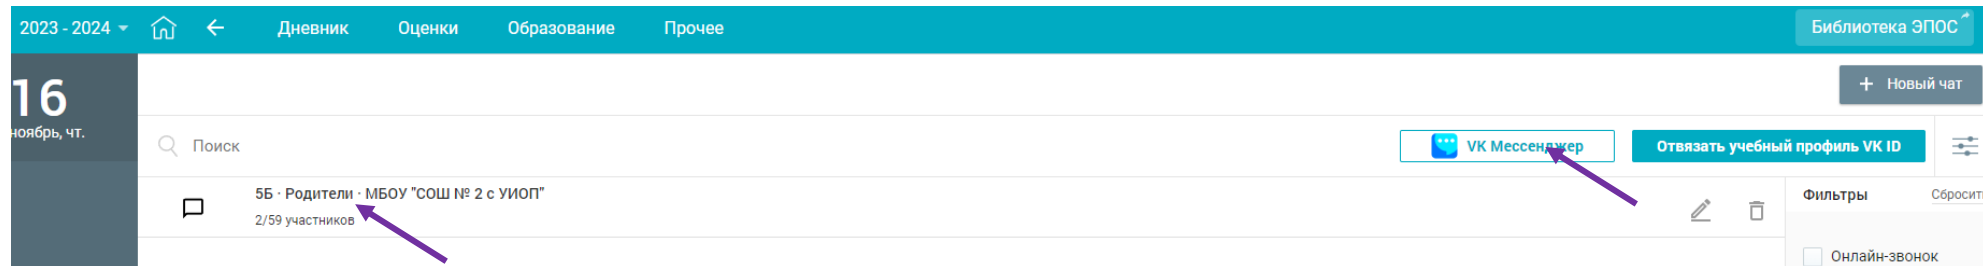 2023 - 2024 Дневник Оценки Образование Прочее Библиотека ЭПОС
16
ноябрь, чт.
+ Новый чат
Поиск
VK Мессенджер
Отвязать учебный профиль VK ID
5Б · Родители · МБОУ "СОШ № 2 с УИОП"
2/59 участников
Фильтры Сбросить
Онлайн-звонок